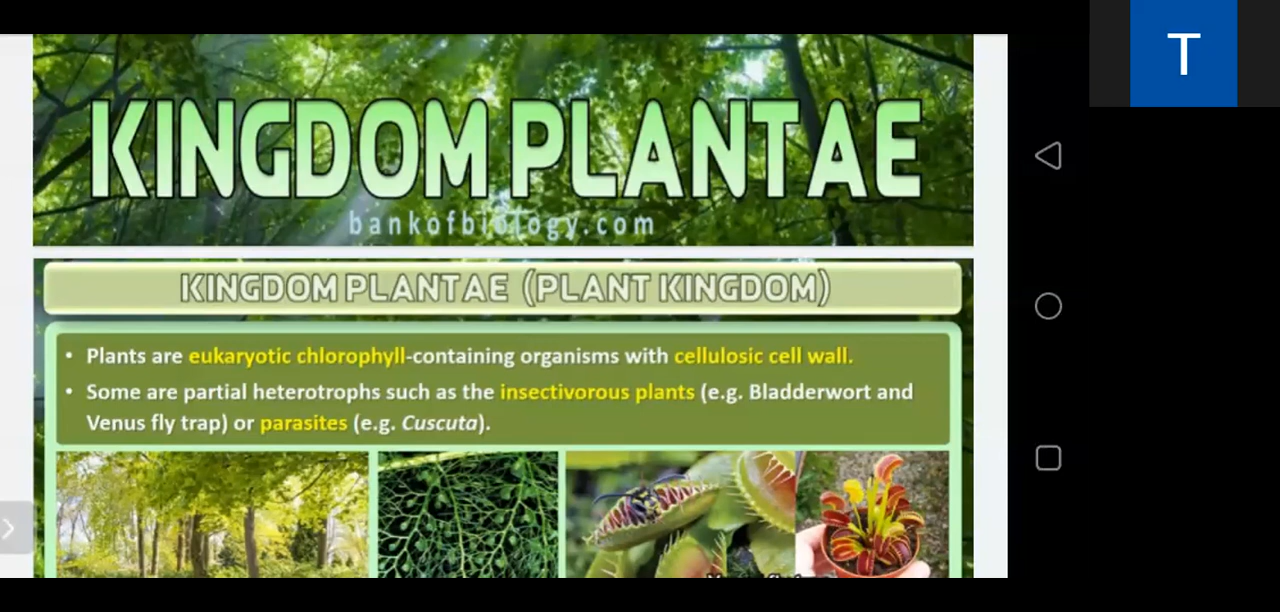 T
KINGDOM PLANTAE
bankofbiology.com
KINGDOM PLANTAE (PLANT KINGDOM)
• Plants are eukaryotic chlorophyll-containing organisms with cellulosic cell wall.
• Some are partial heterotrophs such as the insectivorous plants (e.g. Bladderwort and
Venus fly trap) or parasites (e.g. Cuscuta).